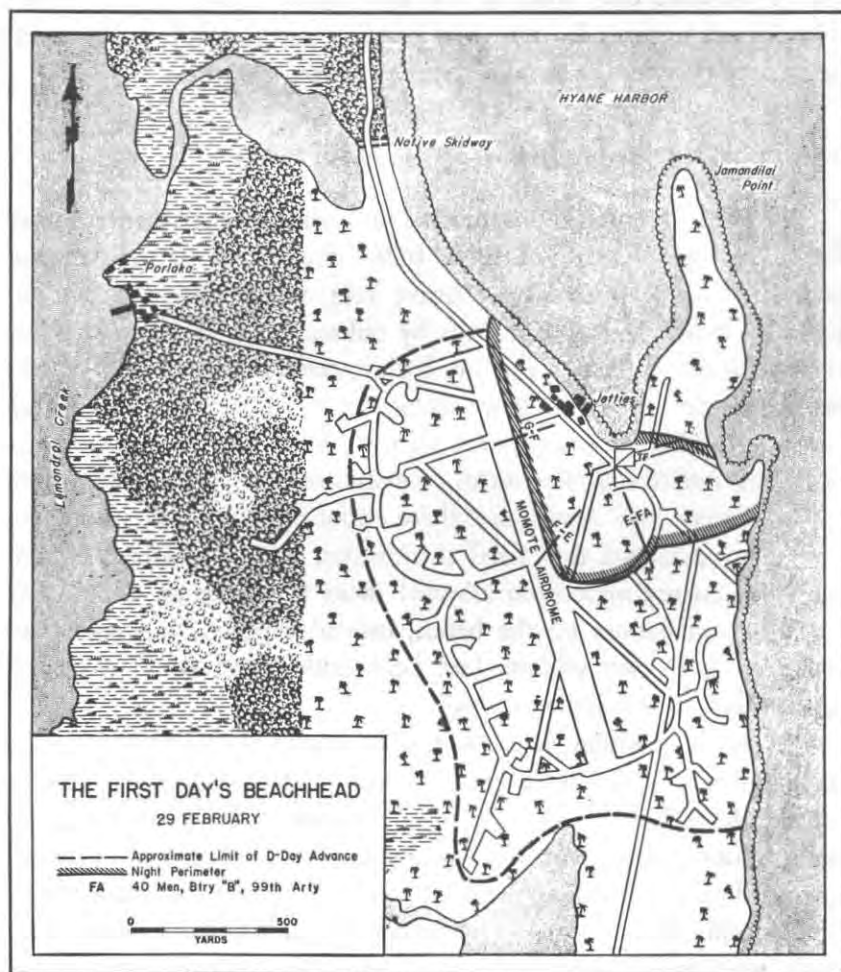 HYANE HARBOR
Native Skidway
Jamandilai
Point
Porlaka
Lemondrol Creek
Jetties
G-F
F-E
E-FA
MOMOTE AIRDROME
THE FIRST DAY'S BEACHHEAD
29 FEBRUARY
Approximate Limit of D-Day Advance
Night Perimeter
FA 40 Men, Btry "B", 99th Arty
0 500
YARDS